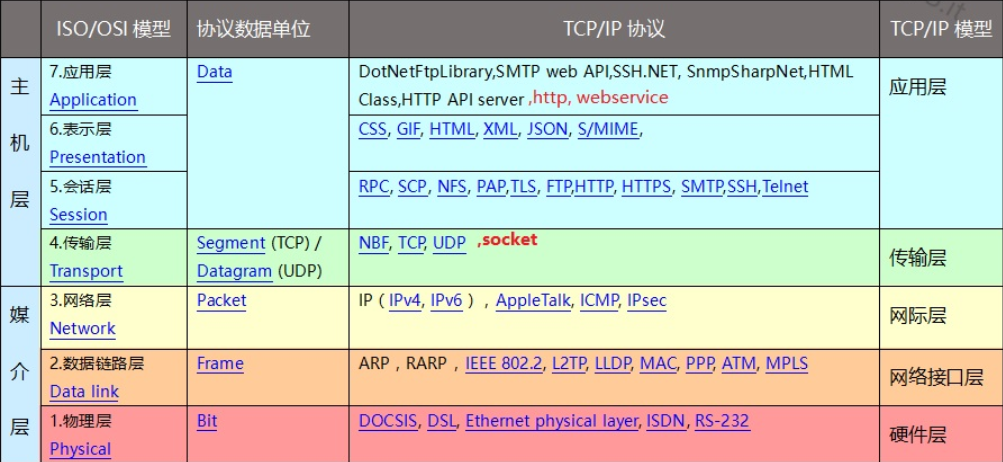 ISO/OSI 模型 协议数据单位 TCP/IP 协议 TCP/IP 模型
主机层
7.应用层
Application
Data
DotNetFtpLibrary,SMTP web API,SSH.NET, SnmpSharpNet,HTML
Class,HTTP API server ,http, webservice
应用层
6.表示层
Presentation
CSS, GIF, HTML, XML, JSON, S/MIME,
5.会话层
Session
RPC, SCP, NFS, PAP,TLS, FTP,HTTP, HTTPS, SMTP,SSH,Telnet
4.传输层
Transport
Segment (TCP) /
Datagram (UDP)
NBF, TCP, UDP ,socket
传输层
媒介层
3.网络层
Network
Packet
IP（IPv4, IPv6），AppleTalk, ICMP, IPsec
网际层
2.数据链路层
Data link
Frame
ARP，RARP，IEEE 802.2, L2TP, LLDP, MAC, PPP, ATM, MPLS
网络接口层
1.物理层
Physical
Bit
DOCSIS, DSL, Ethernet physical layer, ISDN, RS-232
硬件层